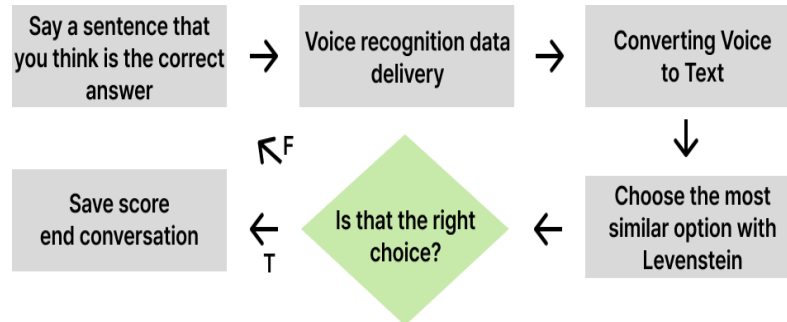 Say a sentence that
you think is the correct
answer
Voice recognition data
delivery
Converting Voice
to Text
F
Save score
end conversation
T
Is that the right
choice?
Choose the most
similar option with
Levenstein